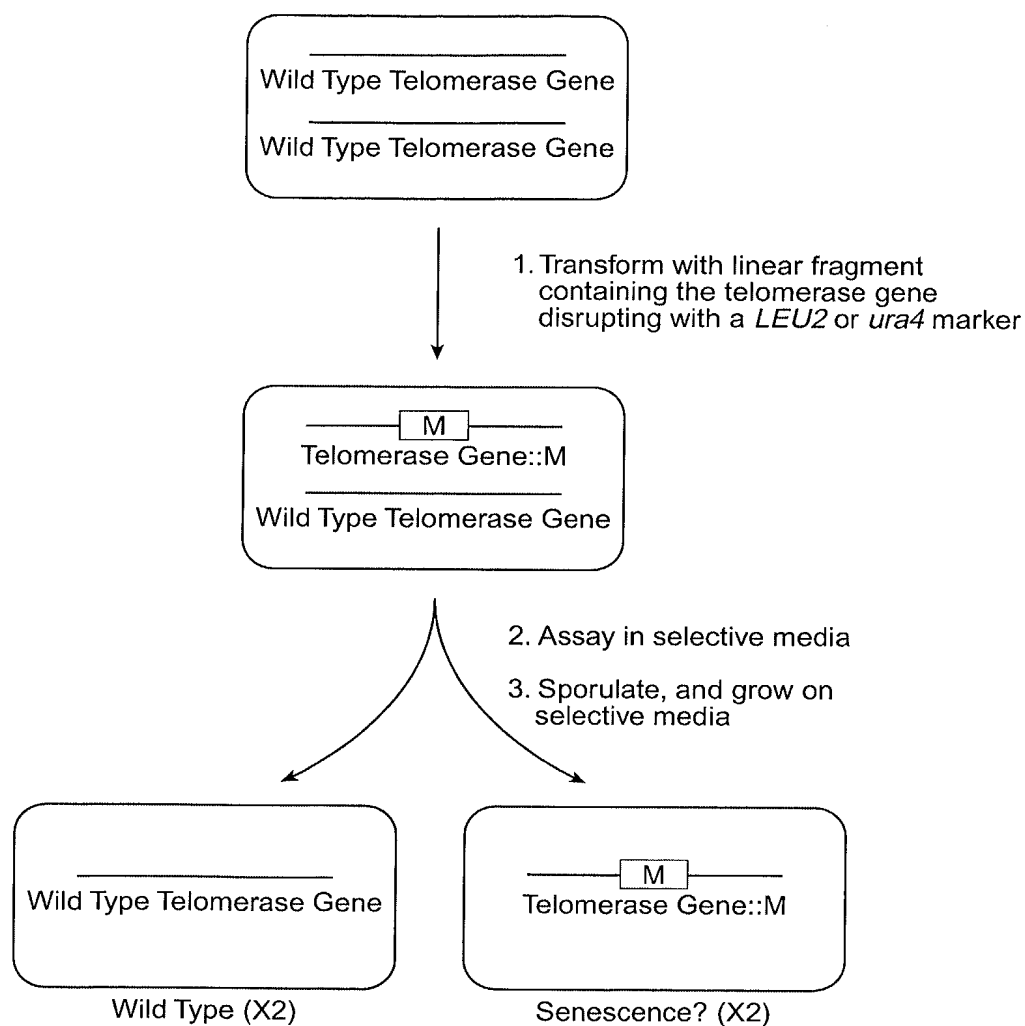 Wild Type Telomerase Gene
Wild Type Telomerase Gene
1. Transform with linear fragment
containing the telomerase gene
disrupting with a LEU2 or ura4 marker
M
Telomerase Gene::M
Wild Type Telomerase Gene
2. Assay in selective media
3. Sporulate, and grow on
selective media
Wild Type Telomerase Gene
Wild Type (X2)
M
Telomerase Gene::M
Senescence? (X2)